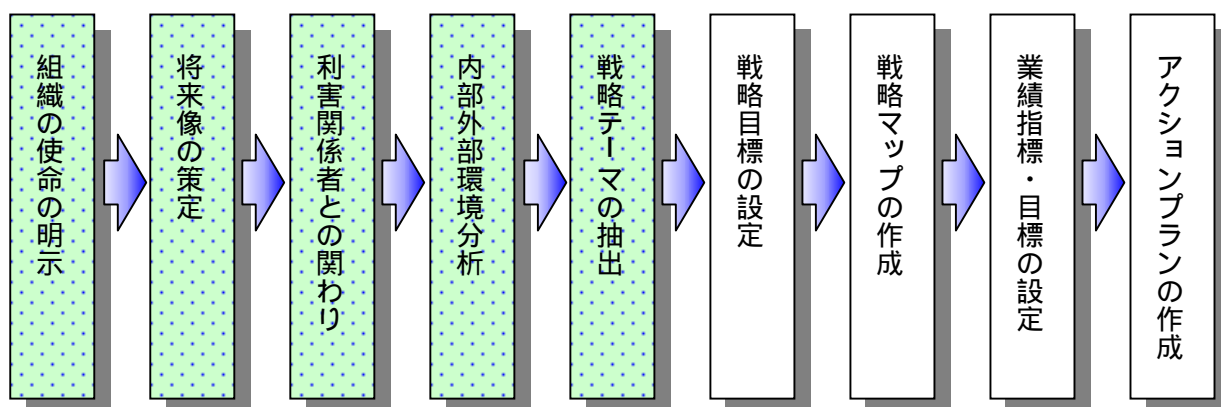 組織の使命の明示
将来像の策定
利害関係者との関わり
内部外部環境分析
戦略テーマの抽出
戦略目標の設定
戦略マップの作成
業績指標・目標の設定
アクションプランの作成